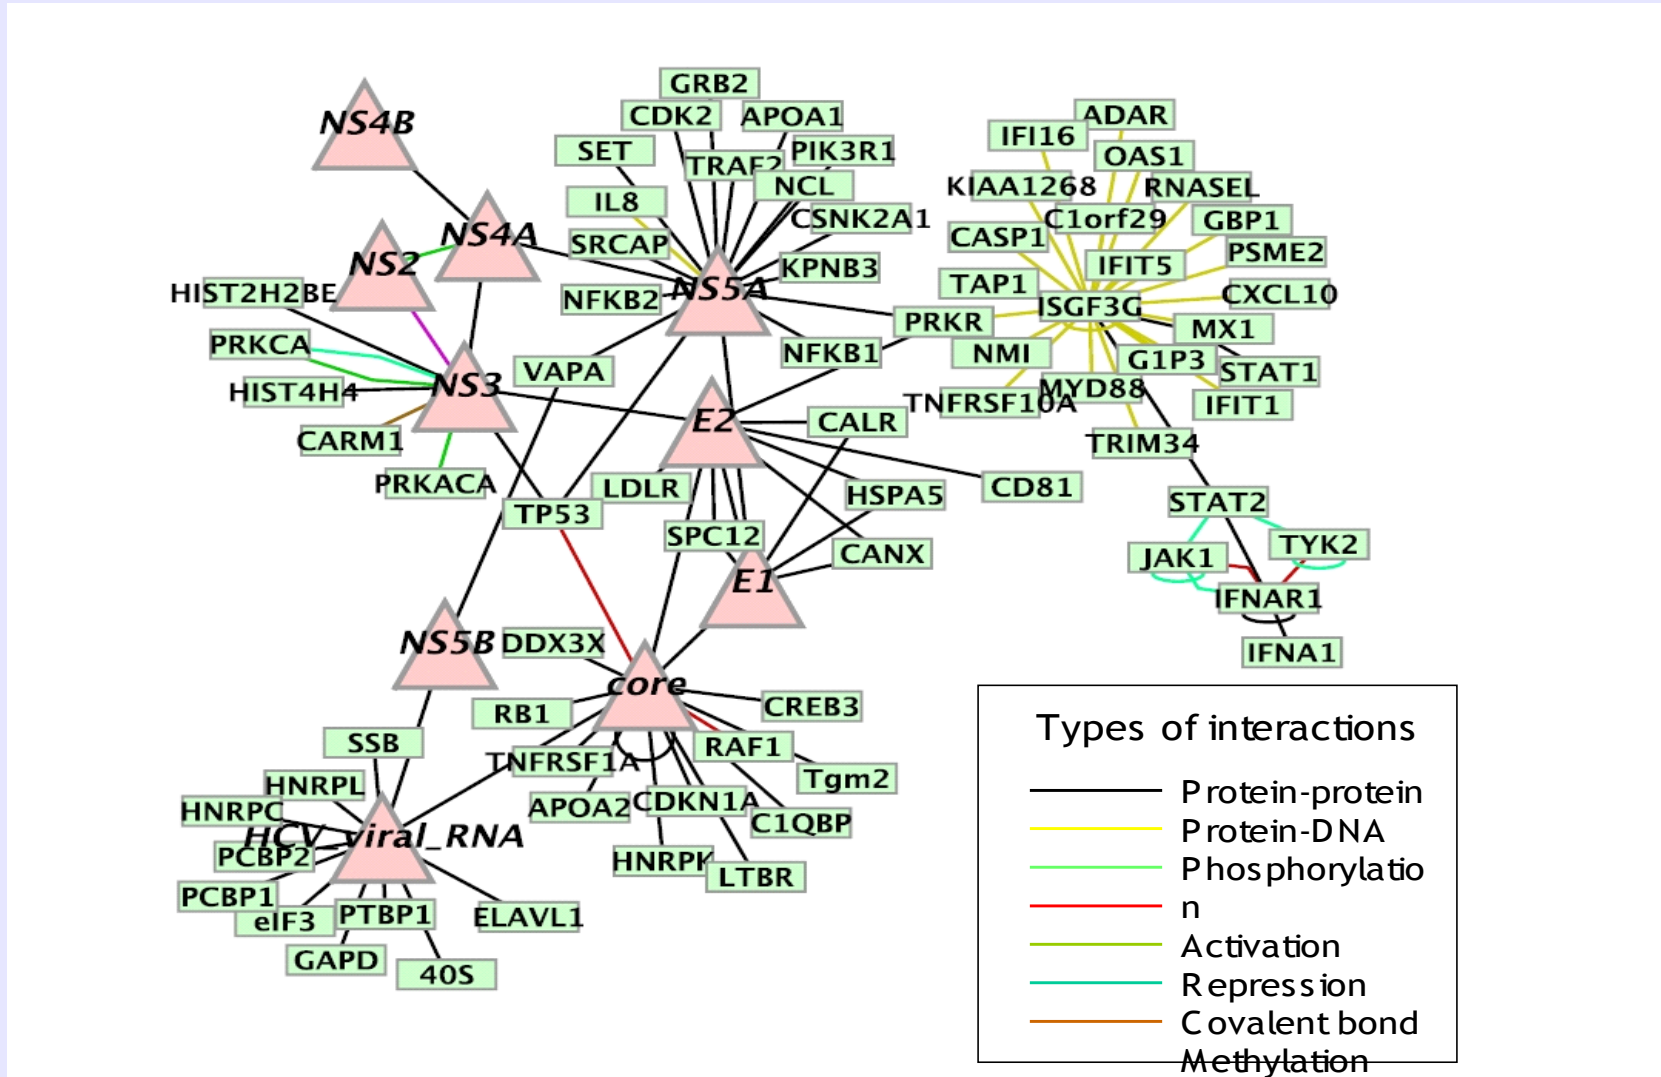 GRB2
CDK2
APOA1
ADAR
NS4B
IFI16
SET
TRAF2
PIK3R1
OAS1
NCL
KIAA1268
RNASEL
IL8
CSNK2A1
C1orf29
GBP1
NS4A
SRCAP
CASP1
PSME2
NS2
KPNB3
IFIT5
HIST2H2BE
NFKB2
NS5A
TAP1
ISGF3G
CXCL10
PRKR
MX1
PRKCA
NFKB1
NMI
G1P3
VAPA
STAT1
NS3
HIST4H4
MYD88
TNFRSF10A
IFIT1
E2
CALR
CARM1
TRIM34
PRKACA
LDLR
HSPA5
CD81
TP53
STAT2
SPC12
CANX
JAK1
TYK2
E1
IFNAR1
NS5B
DDX3X
IFNA1
core
RB1
CREB3
Types of interactions
SSB
TNFRSF1A
RAF1
HNRPL
Tgm2
Protein-protein
HNRPC
APOA2
CDKN1A
C1QBP
Protein-DNA
HCV_viral_RNA
PCBP2
HNRPK
LTBR
Phosphorylatio
PCBP1
eIF3
PTBP1
ELAVL1
n
GAPD
40S
Activation
Repression
Covalent bond
Methylation